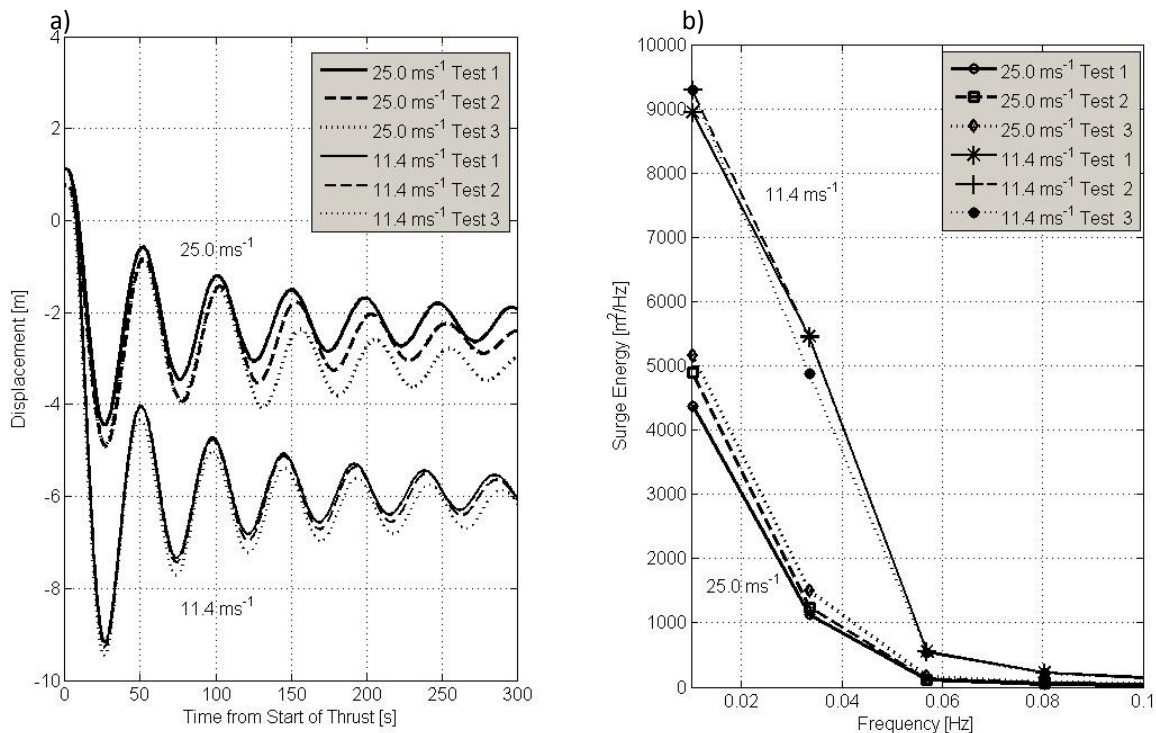 a)
4
2
0
-2
-4
-6
-8
-10
Displacement [m]
25.0 ms⁻¹ Test 1
25.0 ms⁻¹ Test 2
25.0 ms⁻¹ Test 3
11.4 ms⁻¹ Test 1
11.4 ms⁻¹ Test 2
11.4 ms⁻¹ Test 3
25.0 ms⁻¹
11.4 ms⁻¹
0 50 100 150 200 250 300
Time from Start of Thrust [s]
b)
10000
9000
8000
7000
6000
5000
4000
3000
2000
1000
0
Surge Energy [m²/Hz]
25.0 ms⁻¹ Test 1
25.0 ms⁻¹ Test 2
25.0 ms⁻¹ Test 3
11.4 ms⁻¹ Test 1
11.4 ms⁻¹ Test 2
11.4 ms⁻¹ Test 3
11.4 ms⁻¹
25.0 ms⁻¹
0.02 0.04 0.06 0.08 0.1
Frequency [Hz]